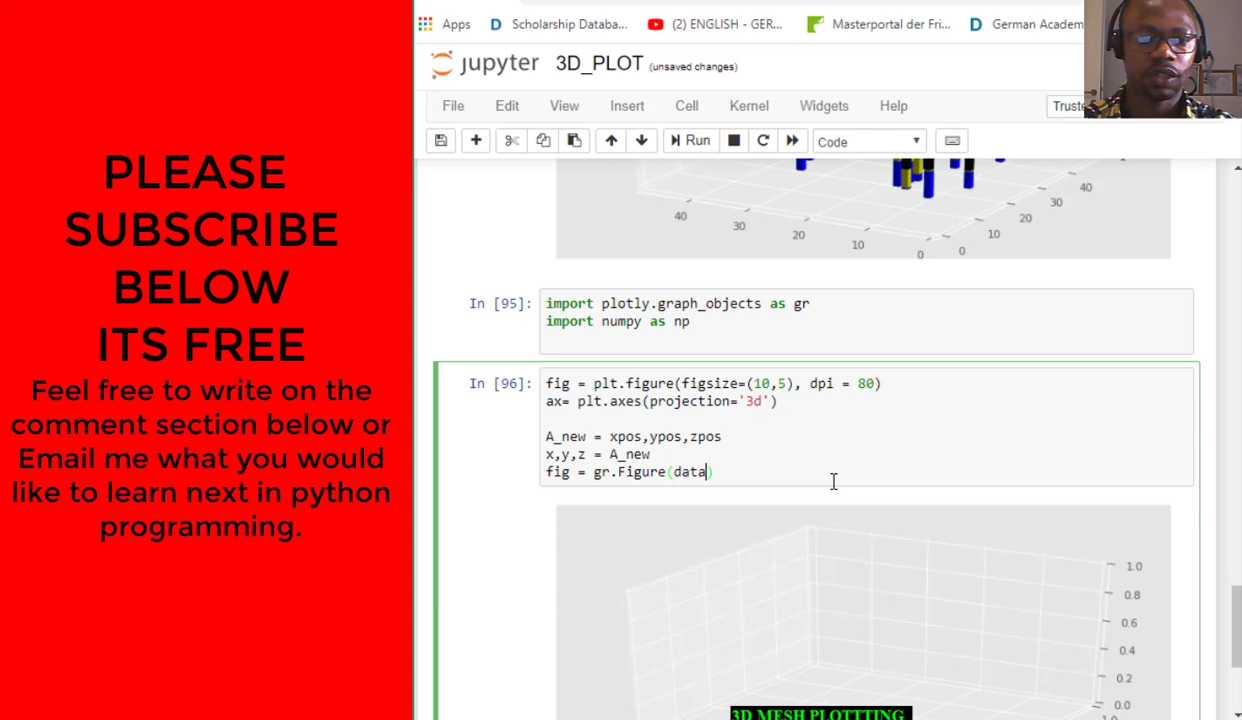 PLEASE
SUBSCRIBE
BELOW
ITS FREE
Feel free to write on the
comment section below or
Email me what you would
like to learn next in python
programming.
Apps
Scholarship Databa...
(2) ENGLISH - GER...
Masterportal der Fri...
German Academ
jupyter 3D_PLOT (unsaved changes)
File Edit View Insert Cell Kernel Widgets Help Truste
Run Code
40
30
20
10
0
0
10
20
30
40
In [95]: import plotly.graph_objects as gr
import numpy as np
In [96]: fig = plt.figure(figsize=(10,5), dpi = 80)
ax= plt.axes(projection='3d')
A_new = xpos,ypos,zpos
x,y,z = A_new
fig = gr.Figure(data)
1.0
0.8
0.6
0.4
0.2
0.0
3D MESH PLOTTTING